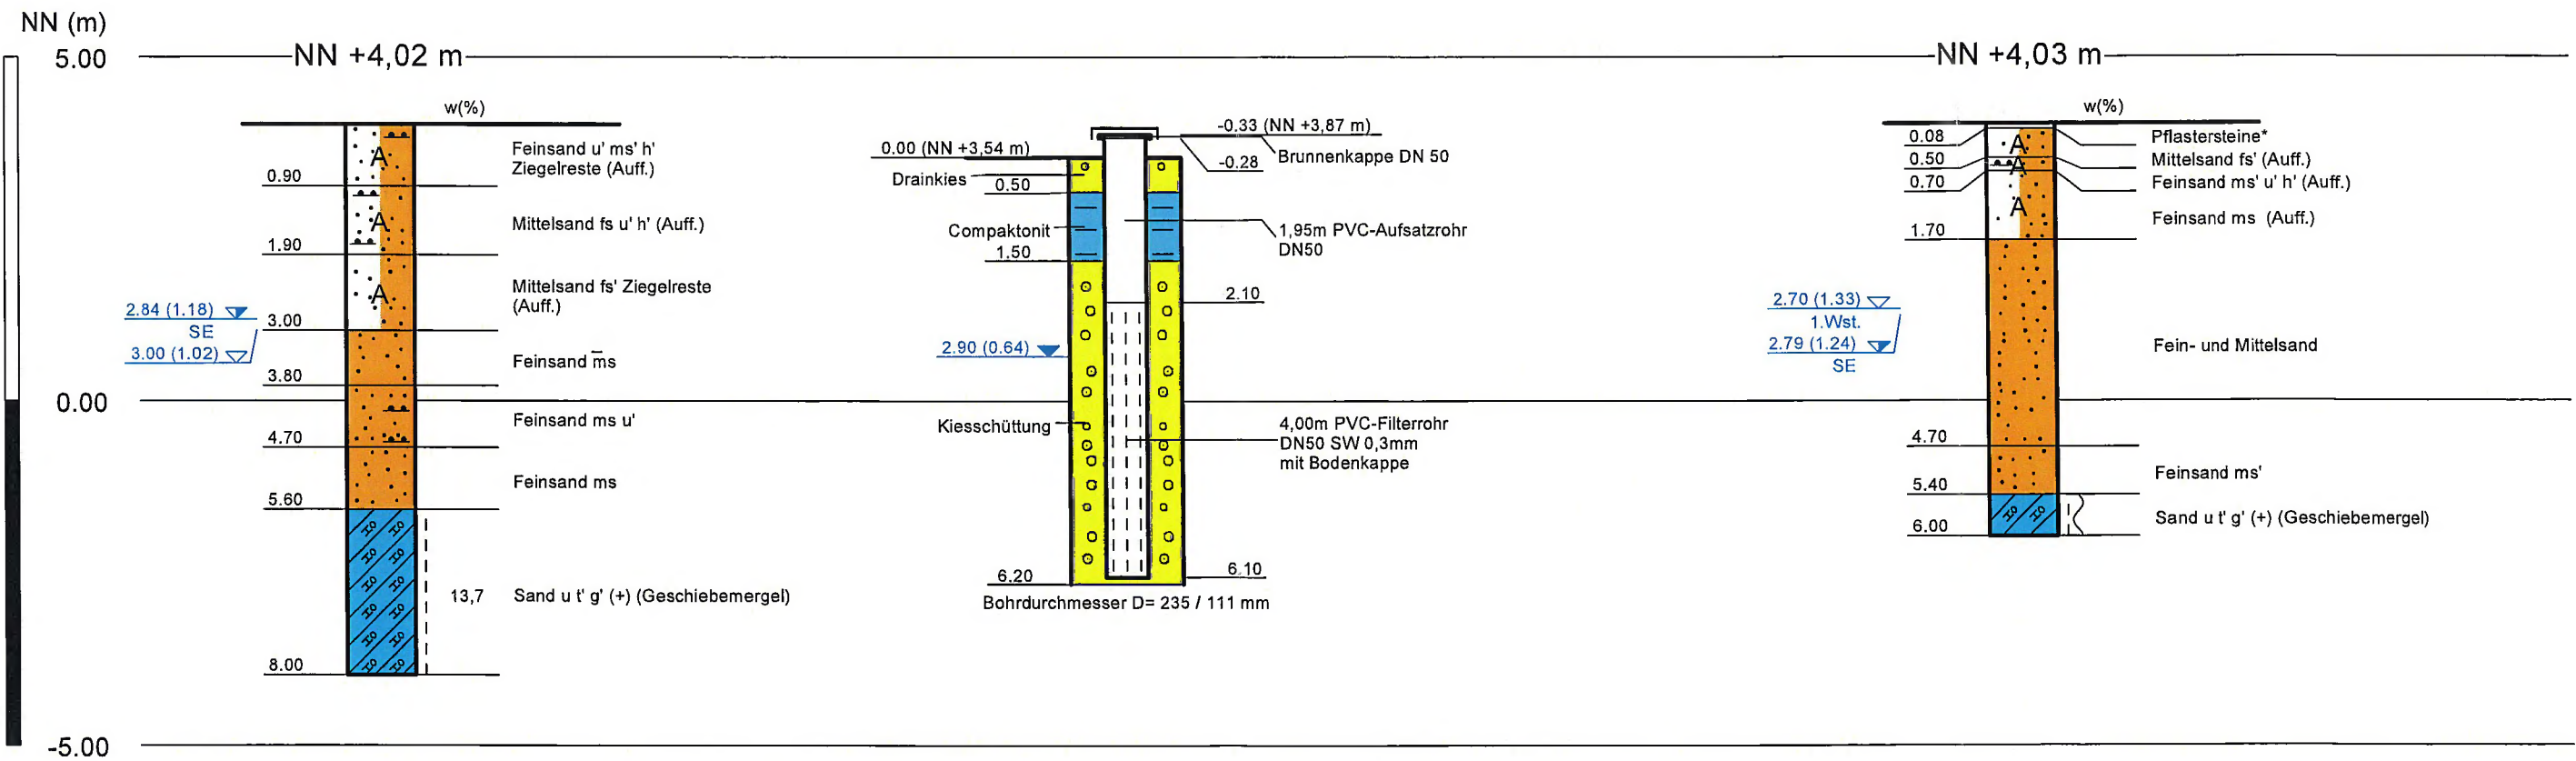 NN (m)
5.00
0.00
-5.00
NN +4,02 m
w(%)
0.90
1.90
3.00
3.80
4.70
5.60
8.00
2.84 (1.18)
SE
3.00 (1.02)
A
A
A
Feinsand u' ms' h'
Ziegelreste (Auff.)
Mittelsand fs u' h' (Auff.)
Mittelsand fs' Ziegelreste
(Auff.)
Feinsand m̅s
Feinsand ms u'
Feinsand ms
13,7
Sand u t' g' (+) (Geschiebemergel)
0.00 (NN +3,54 m)
Drainkies
0.50
Compaktonit
1.50
2.90 (0.64)
Kiesschüttung
6.20
-0.33 (NN +3,87 m)
Brunnenkappe DN 50
-0.28
1,95m PVC-Aufsatzrohr
DN50
2.10
4,00m PVC-Filterrohr
DN50 SW 0,3mm
mit Bodenkappe
6.10
Bohrdurchmesser D= 235 / 111 mm
NN +4,03 m
w(%)
0.08
0.50
0.70
1.70
4.70
5.40
6.00
2.70 (1.33)
1.Wst.
2.79 (1.24)
SE
A
A
A
Pflastersteine*
Mittelsand fs' (Auff.)
Feinsand ms' u' h' (Auff.)
Feinsand ms (Auff.)
Fein- und Mittelsand
Feinsand ms'
Sand u t' g' (+) (Geschiebemergel)